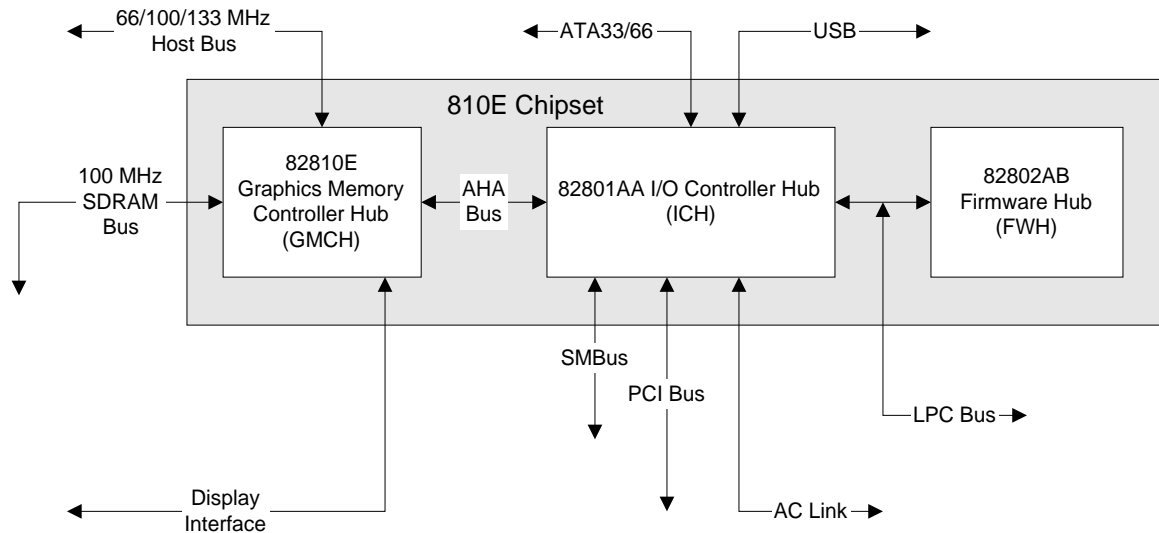 66/100/133 MHz
Host Bus
ATA33/66
USB
810E Chipset
100 MHz
SDRAM
Bus
82810E
Graphics Memory
Controller Hub
(GMCH)
AHA
Bus
82801AA I/O Controller Hub
(ICH)
82802AB
Firmware Hub
(FWH)
SMBus
PCI Bus
LPC Bus
Display
Interface
AC Link